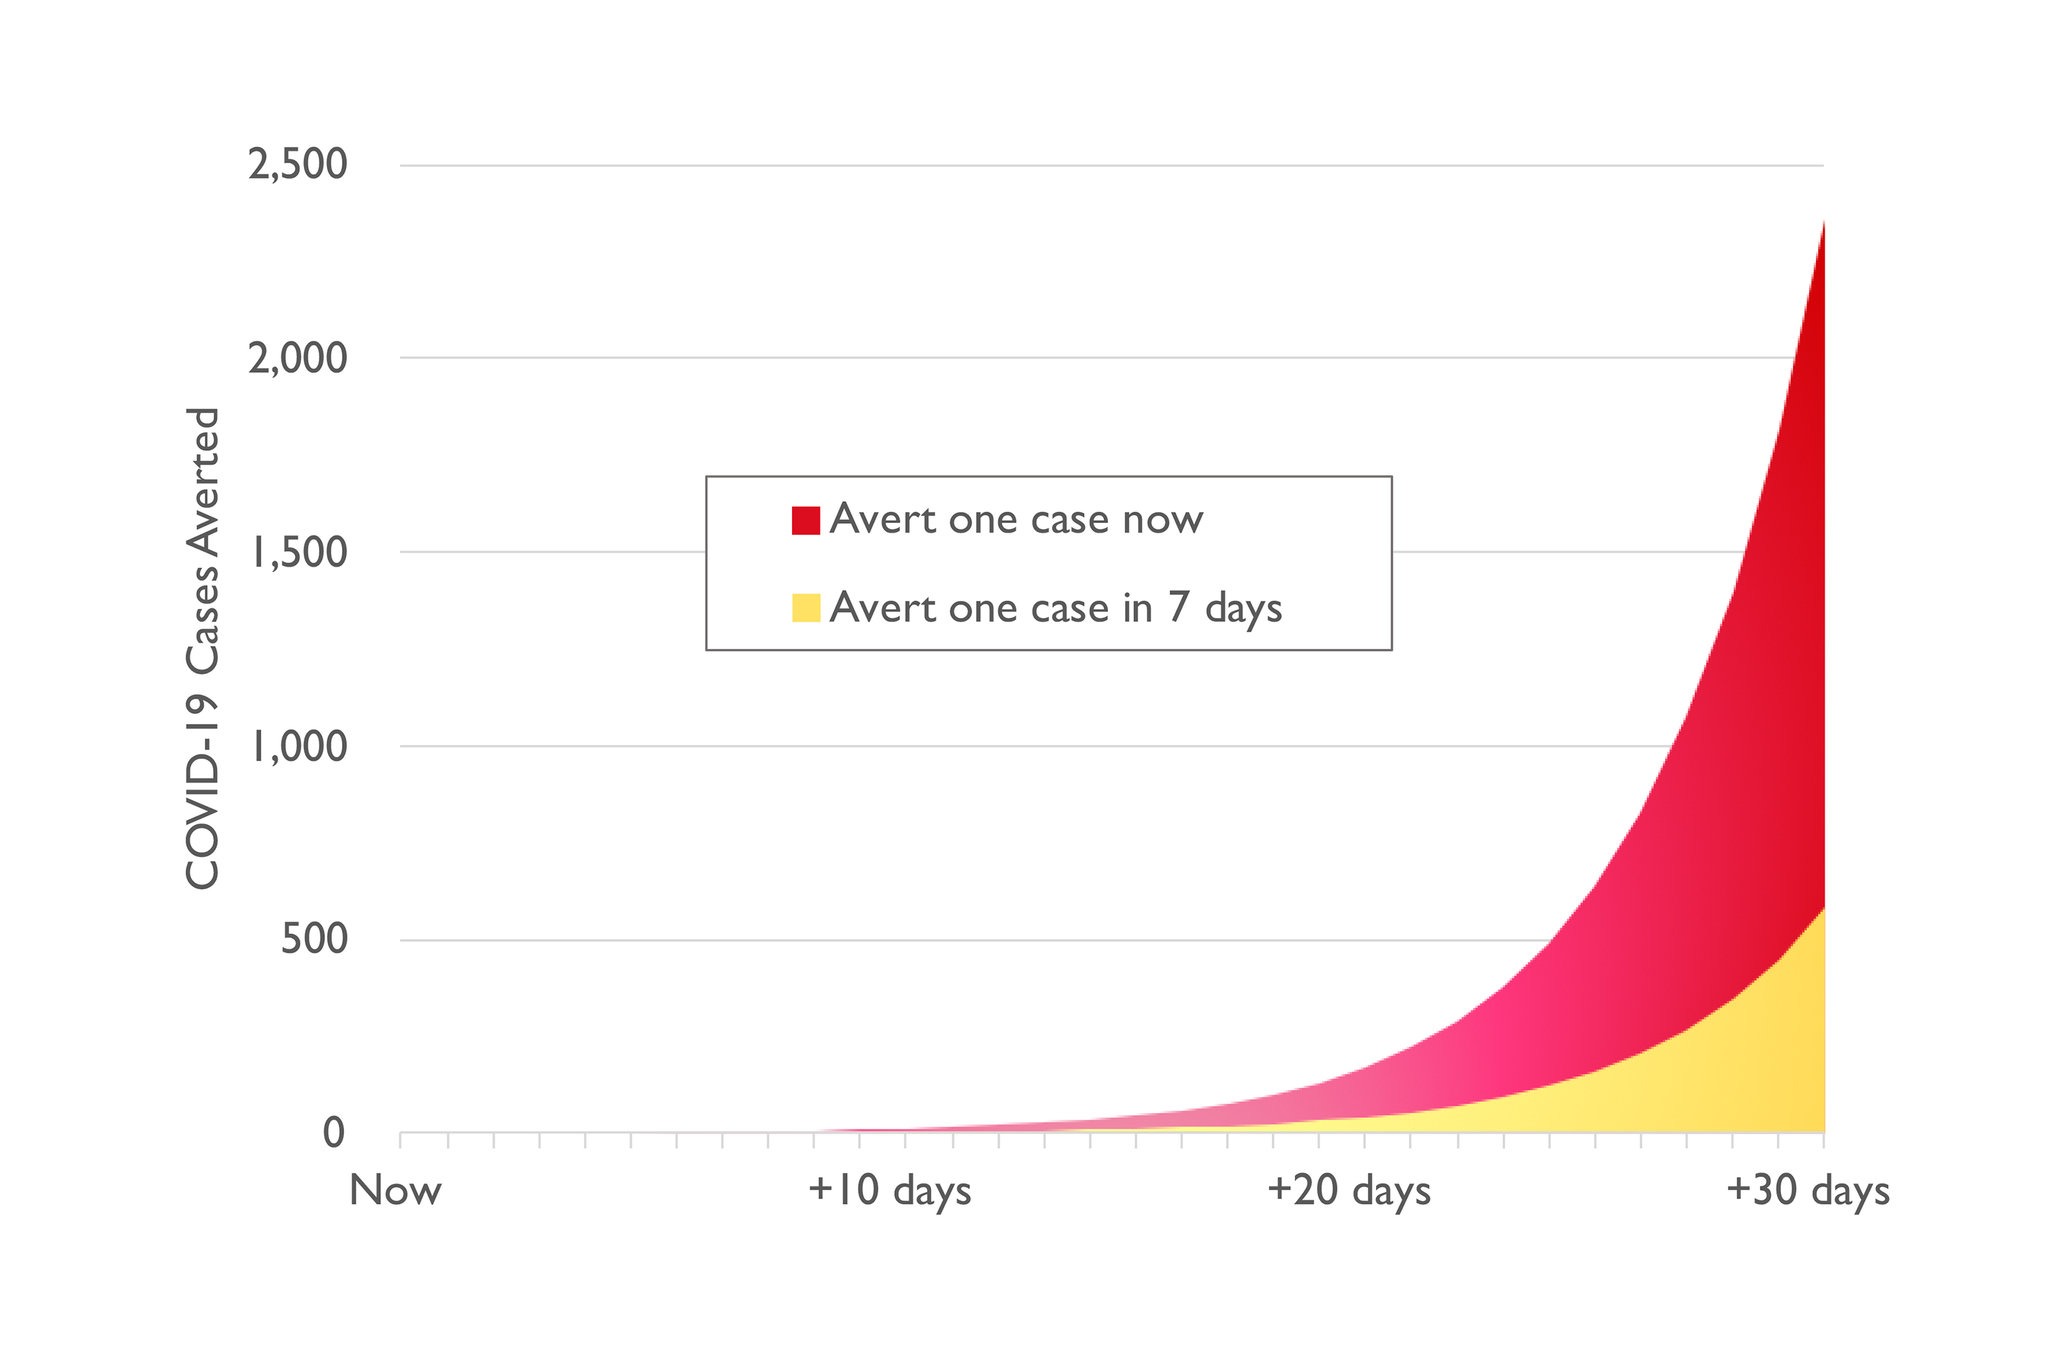 2,500
2,000
1,500
1,000
500
0
COVID-19 Cases Averted
Avert one case now
Avert one case in 7 days
Now
+10 days
+20 days
+30 days